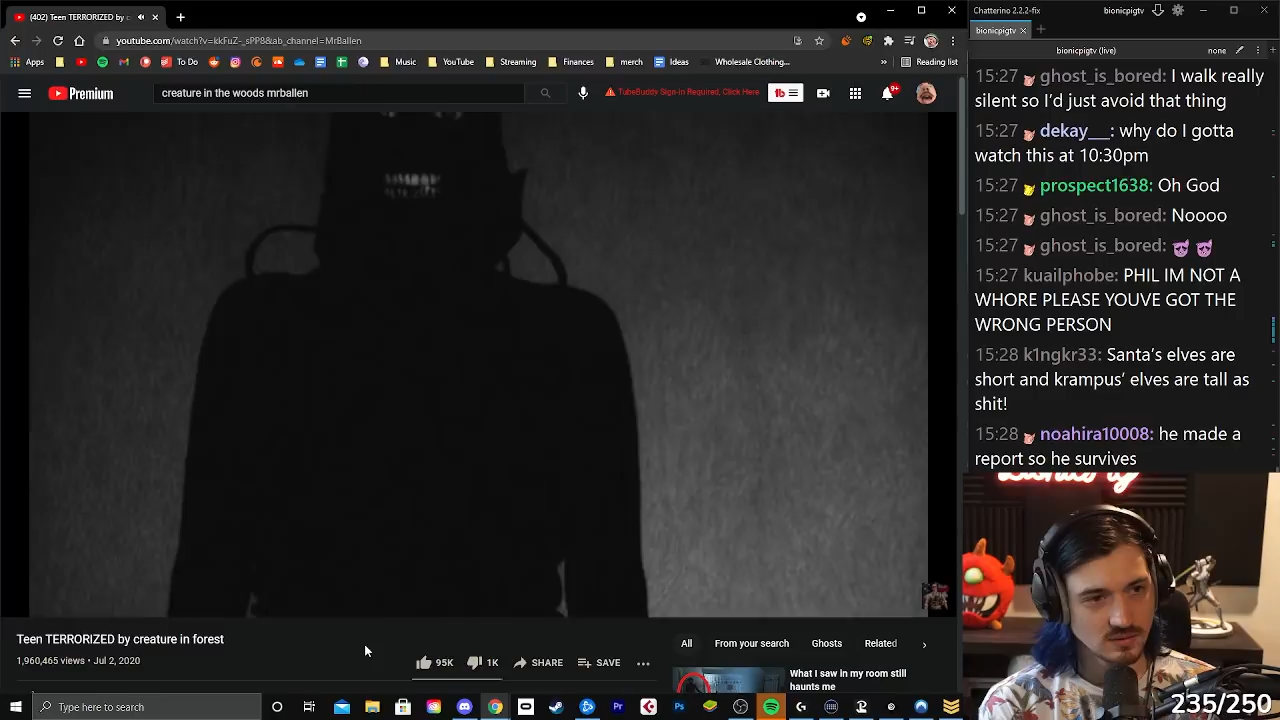 (402) Teen TERRORIZED by c
Chatterino 2.2.2-fix
bionicpigtv
bionicpigtv
youtube.com/watch?v=kkFuZ-_sPP8&ab_channel=MrBallen
bionicpigtv (live)
none
Apps
To Do
Music
YouTube
Streaming
Finances
merch
Ideas
Wholesale Clothing...
»
Reading list
Premium
creature in the woods mrballen
TubeBuddy Sign-in Required, Click Here
9+
15:27 ghost_is_bored: I walk really
silent so I'd just avoid that thing
15:27 dekay___: why do I gotta
watch this at 10:30pm
15:27 prospect1638: Oh God
15:27 ghost_is_bored: Noooo
15:27 ghost_is_bored: 😈 😈
15:27 kuailphobe: PHIL IM NOT A
WHORE PLEASE YOUVE GOT THE
WRONG PERSON
15:28 k1ngkr33: Santa's elves are
short and krampus' elves are tall as
shit!
15:28 noahira10008: he made a
report so he survives
Teen TERRORIZED by creature in forest
1,960,465 views • Jul 2, 2020
95K
1K
SHARE
SAVE
All
From your search
Ghosts
Related
What I saw in my room still
haunts me
Type here to search
235/250